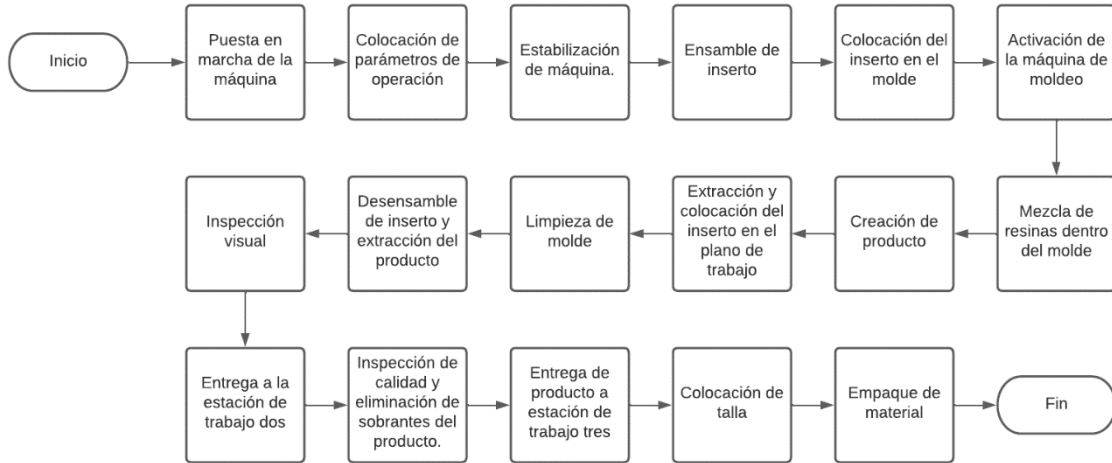 Inicio
Puesta en
marcha de la
máquina
Colocación de
parámetros de
operación
Estabilización
de máquina.
Ensamble de
inserto
Colocación del
inserto en el
molde
Activación de
la máquina de
moldeo
Mezcla de
resinas dentro
del molde
Creación de
producto
Extracción y
colocación del
inserto en el
plano de
trabajo
Limpieza de
molde
Desensamble
de inserto y
extracción del
producto
Inspección
visual
Entrega a la
estación de
trabajo dos
Inspección de
calidad y
eliminación de
sobrantes del
producto.
Entrega de
producto a
estación de
trabajo tres
Colocación de
talla
Empaque de
material
Fin